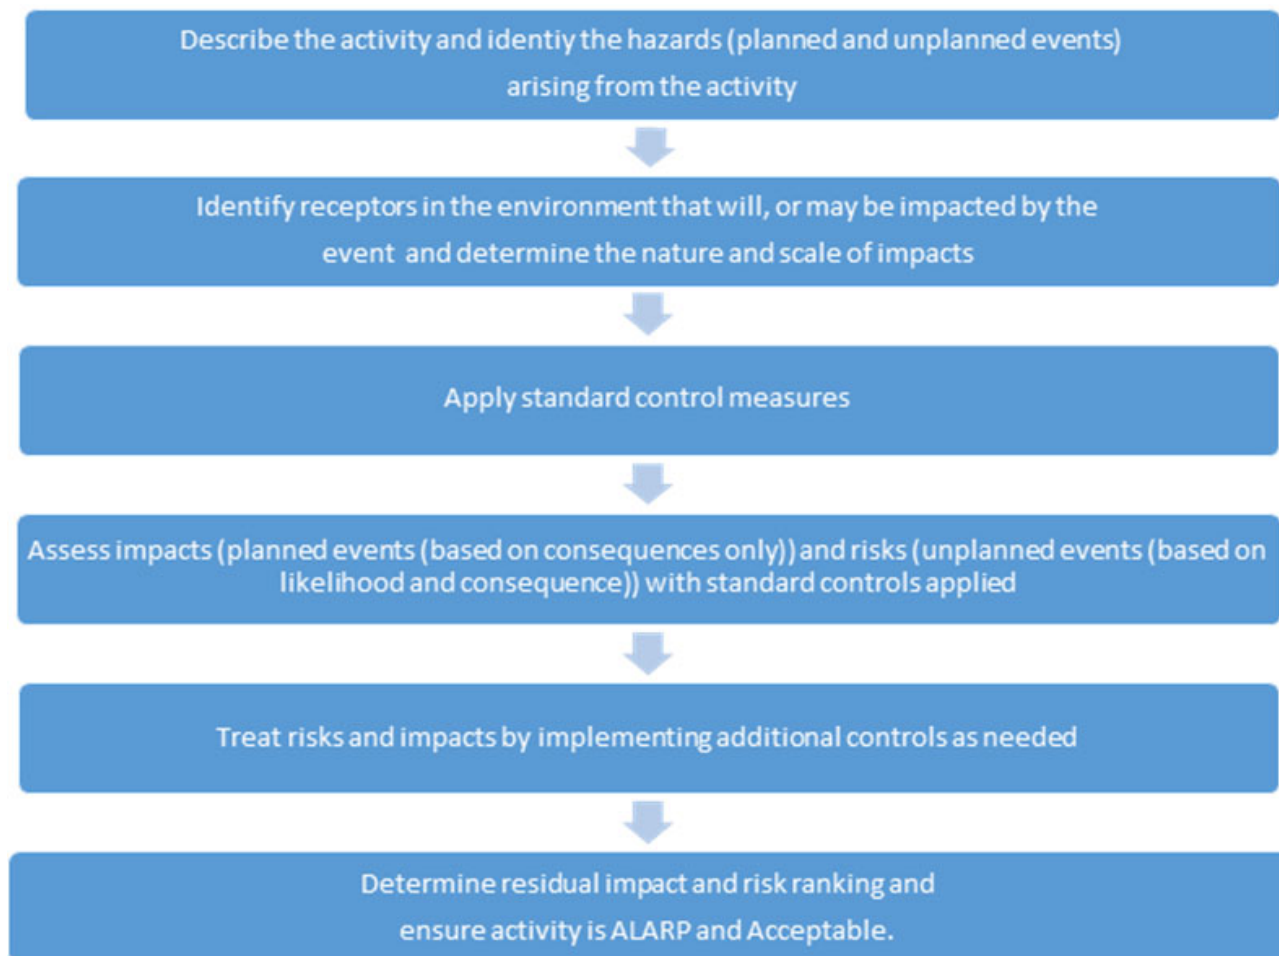 Describe the activity and identiy the hazards (planned and unplanned events)
arising from the activity
Identify receptors in the environment that will, or may be impacted by the
event and determine the nature and scale of impacts
Apply standard control measures
Assess impacts (planned events (based on consequences only)) and risks (unplanned events (based on
likelihood and consequence)) with standard controls applied
Treat risks and impacts by implementing additional controls as needed
Determine residual impact and risk ranking and
ensure activity is ALARP and Acceptable.